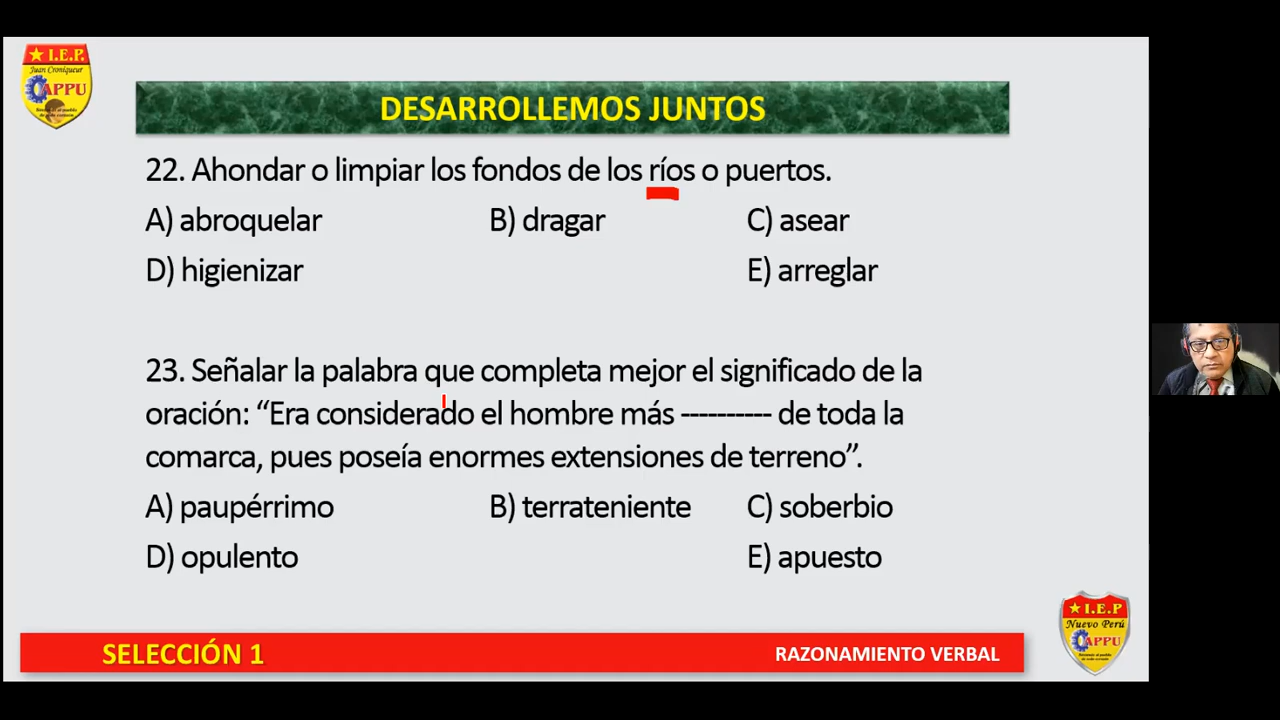 I.E.P.
Juan Croniqueur
APPU
DESARROLLEMOS JUNTOS
22. Ahondar o limpiar los fondos de los ríos o puertos.
A) abroquelar B) dragar C) asear
D) higienizar E) arreglar
23. Señalar la palabra que completa mejor el significado de la
oración: “Era considerado el hombre más ---------- de toda la
comarca, pues poseía enormes extensiones de terreno”.
A) paupérrimo B) terrateniente C) soberbio
D) opulento E) apuesto
I.E.P
Nuevo Perú
APPU
SELECCIÓN 1 RAZONAMIENTO VERBAL